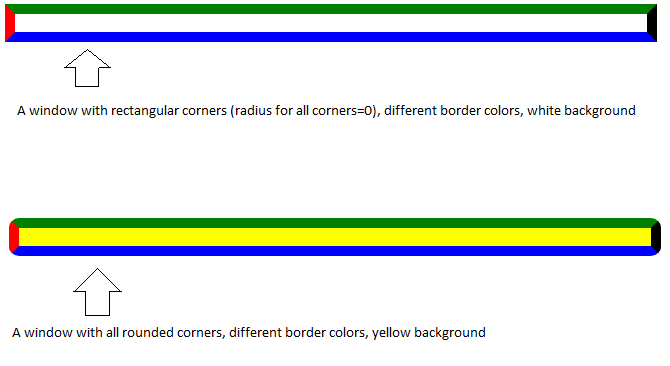 A window with rectangular corners (radius for all corners=0), different border colors, white background
A window with all rounded corners, different border colors, yellow background